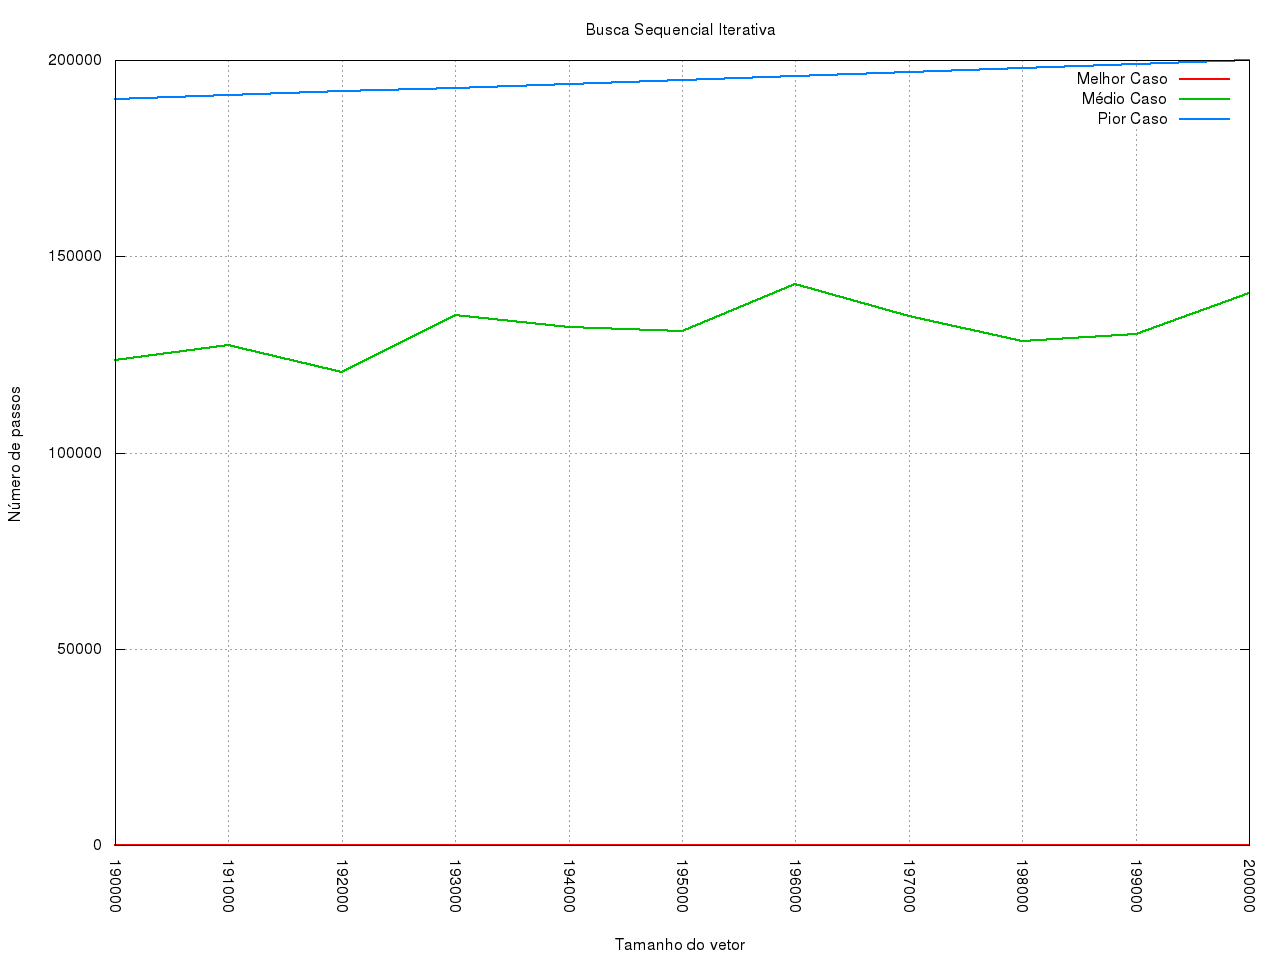 Busca Sequencial Iterativa
Melhor Caso
Médio Caso
Pior Caso
200000
150000
100000
50000
0
Número de passos
190000
191000
192000
193000
194000
195000
196000
197000
198000
199000
200000
Tamanho do vetor